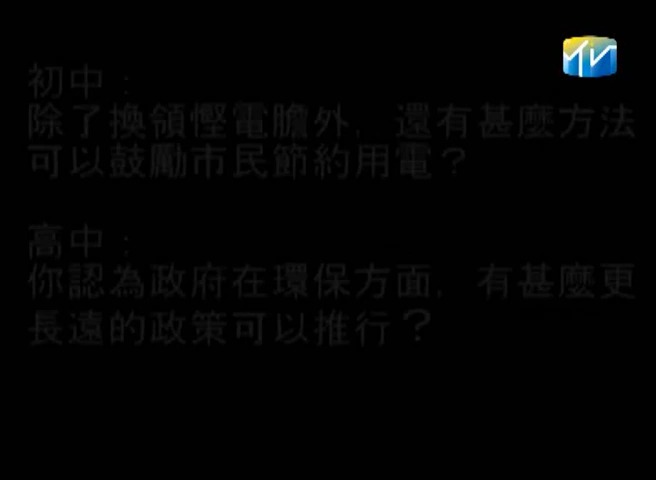 TV
初中：
除了換領慳電膽外，還有甚麼方法
可以鼓勵市民節約用電？
高中：
你認為政府在環保方面，有甚麼更
長遠的政策可以推行？